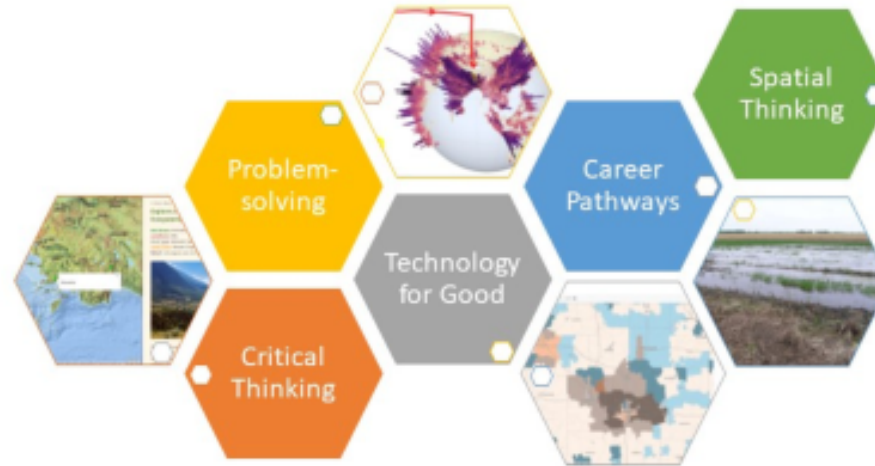 Spatial
Thinking
Problem-
solving
Career
Pathways
Technology
for Good
Critical
Thinking